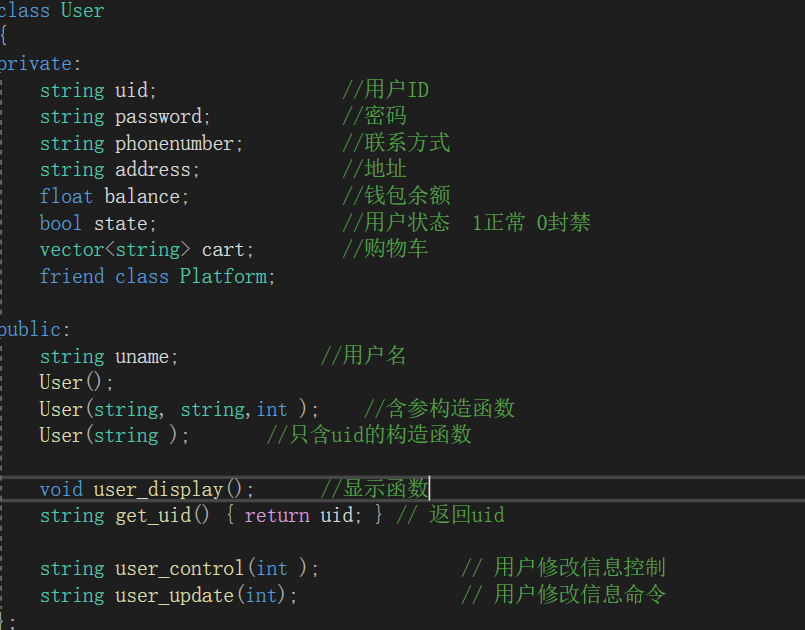 class User
{
private:
string uid; //用户ID
string password; //密码
string phonenumber; //联系方式
string address; //地址
float balance; //钱包余额
bool state; //用户状态 1正常 0封禁
vector<string> cart; //购物车
friend class Platform;
public:
string uname; //用户名
User();
User(string, string,int ); //含参构造函数
User(string ); //只含uid的构造函数
void user_display(); //显示函数
string get_uid() { return uid; } // 返回uid
string user_control(int ); // 用户修改信息控制
string user_update(int); // 用户修改信息命令
};